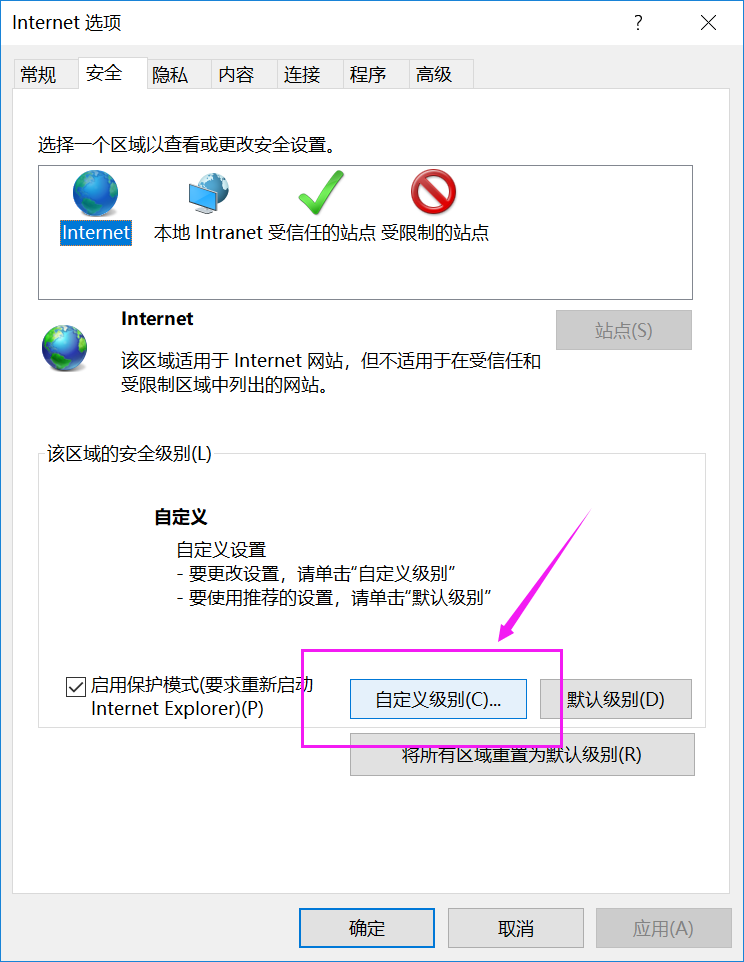 Internet 选项
?
常规 安全 隐私 内容 连接 程序 高级
选择一个区域以查看或更改安全设置。
Internet 本地 Intranet 受信任的站点 受限制的站点
Internet
站点(S)
该区域适用于 Internet 网站，但不适用于在受信任和
受限制区域中列出的网站。
该区域的安全级别(L)
自定义
自定义设置
- 要更改设置，请单击“自定义级别”
- 要使用推荐的设置，请单击“默认级别”
启用保护模式(要求重新启动
Internet Explorer)(P)
自定义级别(C)... 默认级别(D)
将所有区域重置为默认级别(R)
确定 取消 应用(A)